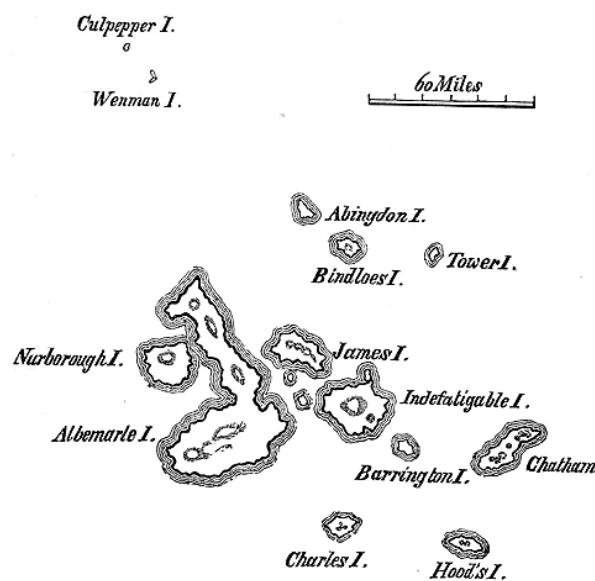 Culpepper I.
Wenman I.
60 Miles
Abingdon I.
Bindloes I.
Tower I.
Narborough I.
James I.
Indefatigable I.
Albemarle I.
Barrington I.
Chatham
Charles I.
Hood's I.